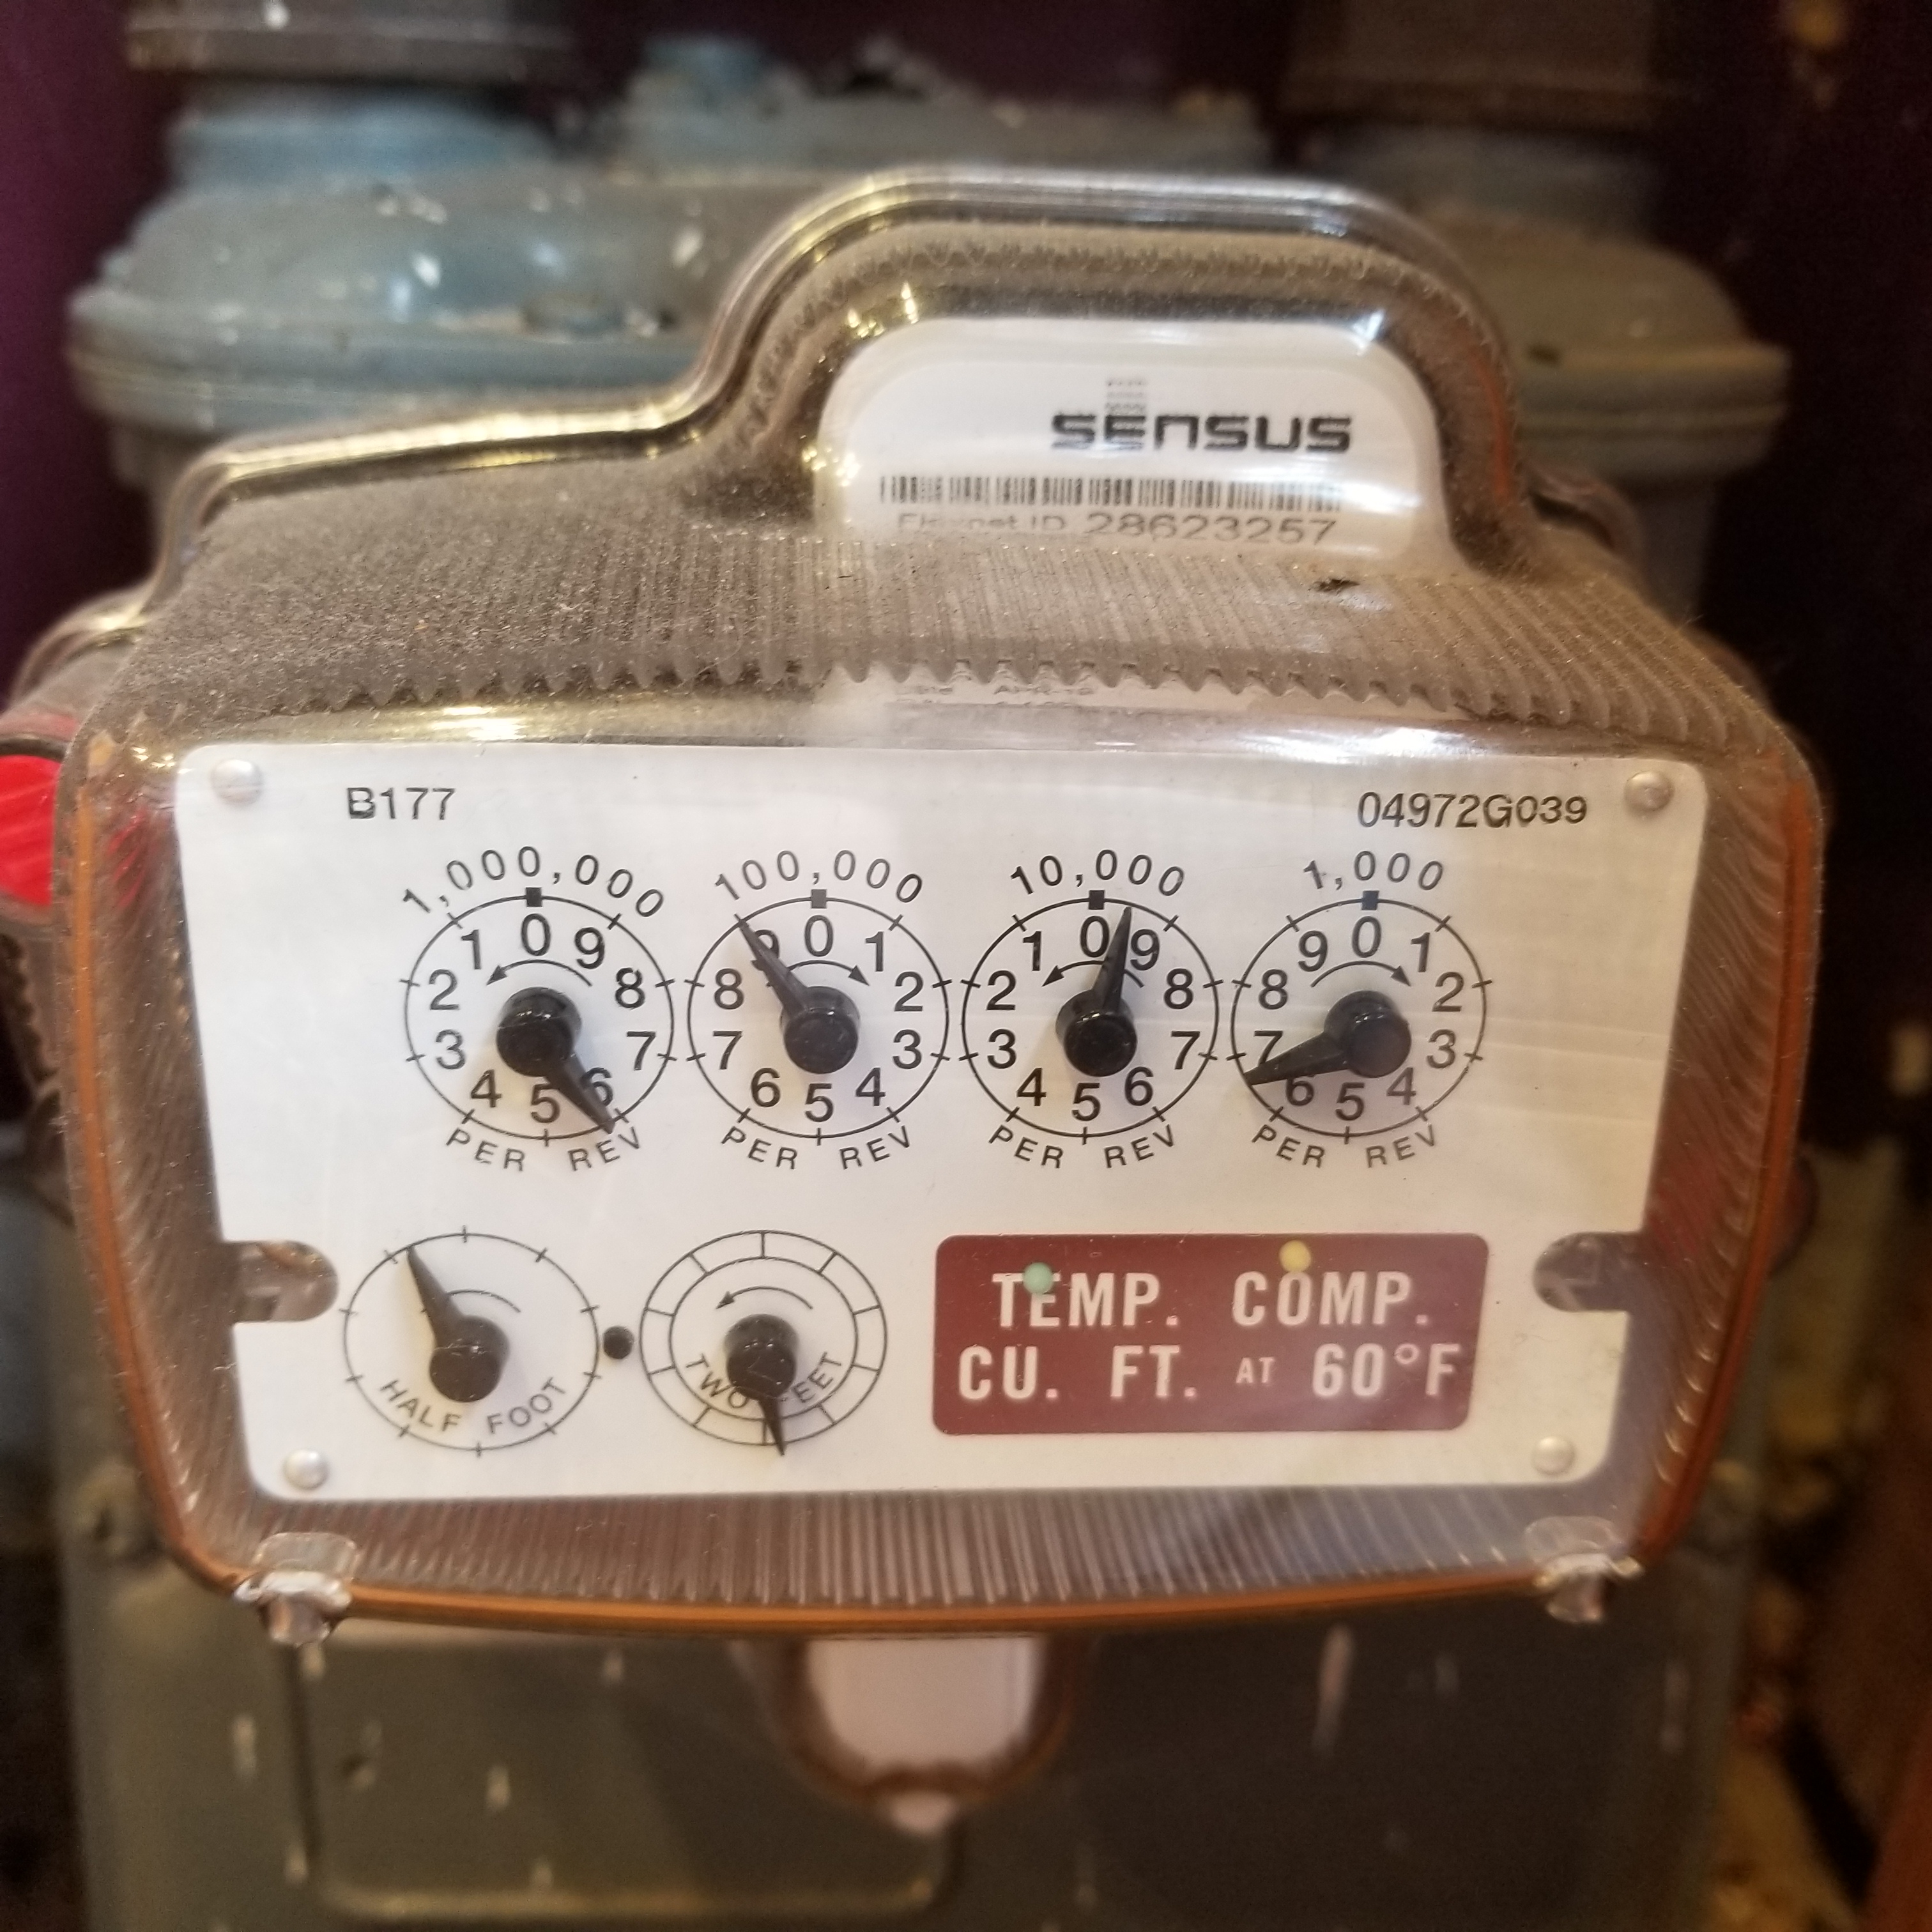 SENSUS
28623257
B177
04972G039
1,000,000
100,000
10,000
1,000
0 9 8 7 6 5 4 3 2 1
0 1 2 3 4 5 6 7 8 9
0 9 8 7 6 5 4 3 2 1
0 1 2 3 4 5 6 7 8 9
PER REV
PER REV
PER REV
PER REV
HALF FOOT
TWO FEET
TEMP. COMP.
CU. FT. AT 60°F